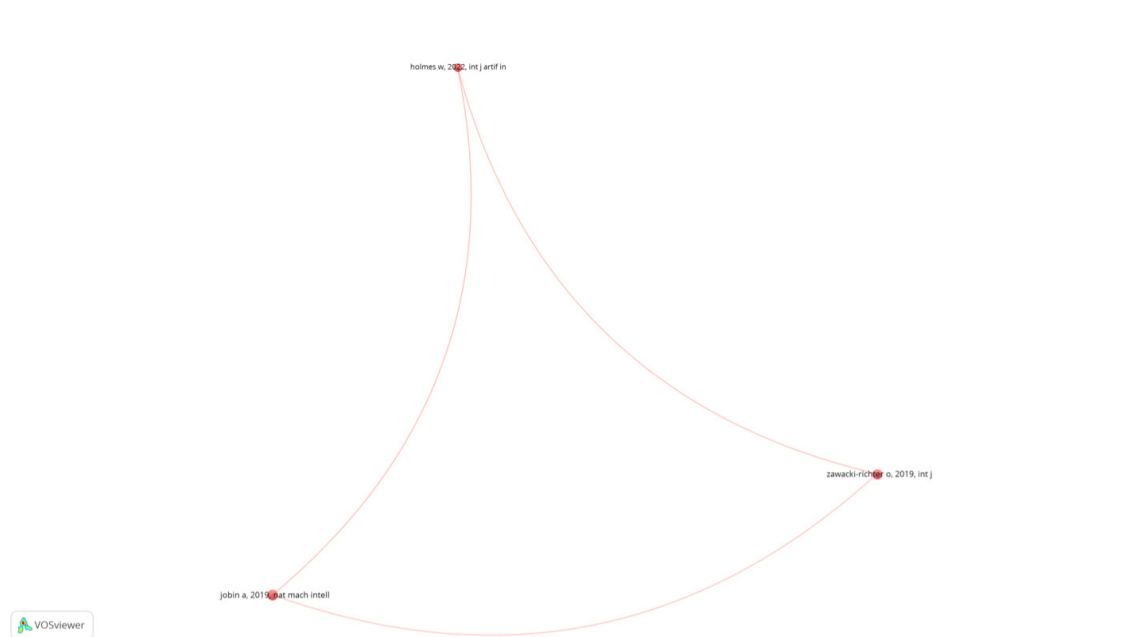 holmes w, 2022, int j artif in
zawacki-richter o, 2019, int j
jobin a, 2019, nat mach intell
VOSviewer